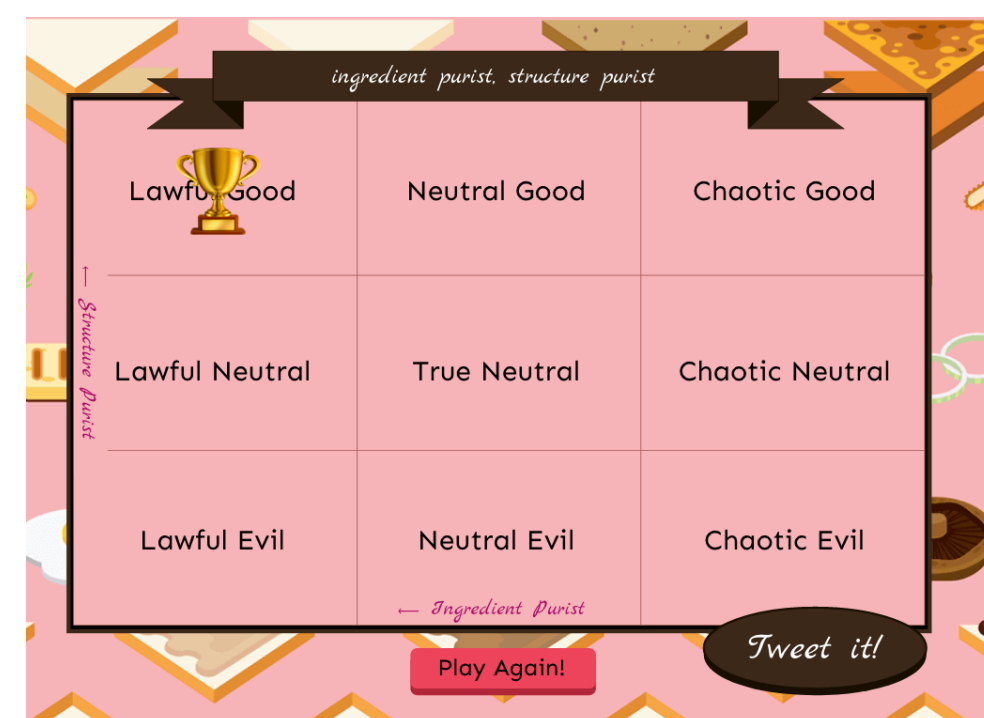 ingredient purist, structure purist
Lawful Good
Neutral Good
Chaotic Good
← Structure Purist
Lawful Neutral
True Neutral
Chaotic Neutral
Lawful Evil
Neutral Evil
Chaotic Evil
← Ingredient Purist
Tweet it!
Play Again!